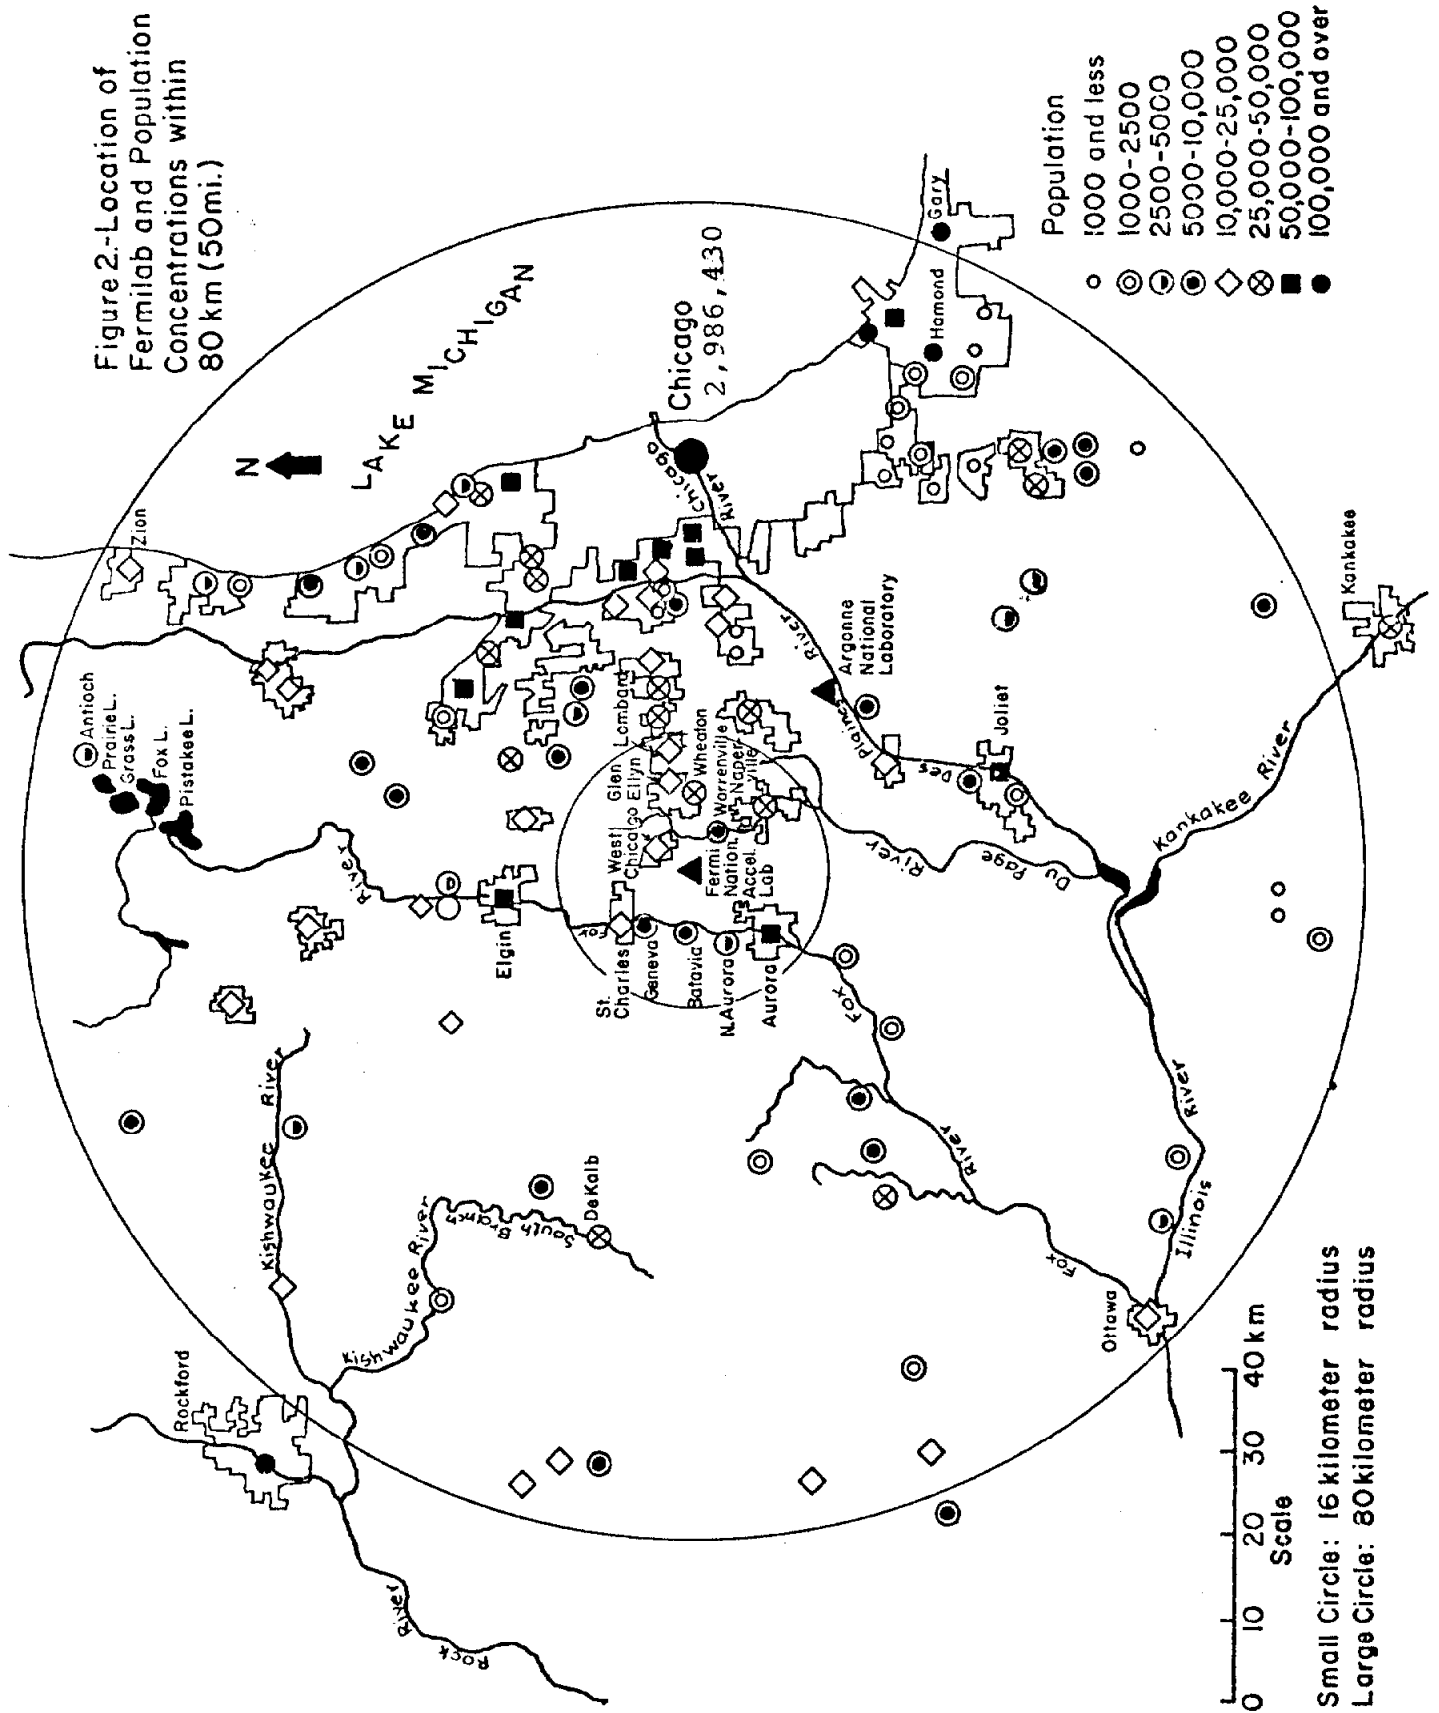 Figure 2.-Location of
Fermilab and Population
Concentrations within
80 km (50mi.)
N
LAKE MICHIGAN
Zion
Antioch
Prairie L.
Grass L.
Fox L.
Pistakee L.
Chicago
2,986,430
Chicago
River
Gary
Hamond
Rockford
Kishwaukee River
Kishwaukee River
South Branch
DeKalb
River
Elgin
Fox
St.
Charles
Geneva
Batavia
N. Aurora
Aurora
West
Chicago
Glen
Ellyn
Lombard
Wheaton
Warrenville
Naper
ville
Fermi
Nation.
Accel.
Lab
Argonne
National
Laboratory
River
Plaines
Des
Joliet
River
Page
Du
Kankakee River
Kankakee
Fox
River
Fox
Ottawa
Illinois
River
River
Rock
Population
1000 and less
1000-2500
2500-5000
5000-10,000
10,000-25,000
25,000-50,000
50,000-100,000
100,000 and over
0 10 20 30 40 km
Scale
Small Circle: 16 kilometer radius
Large Circle: 80 kilometer radius